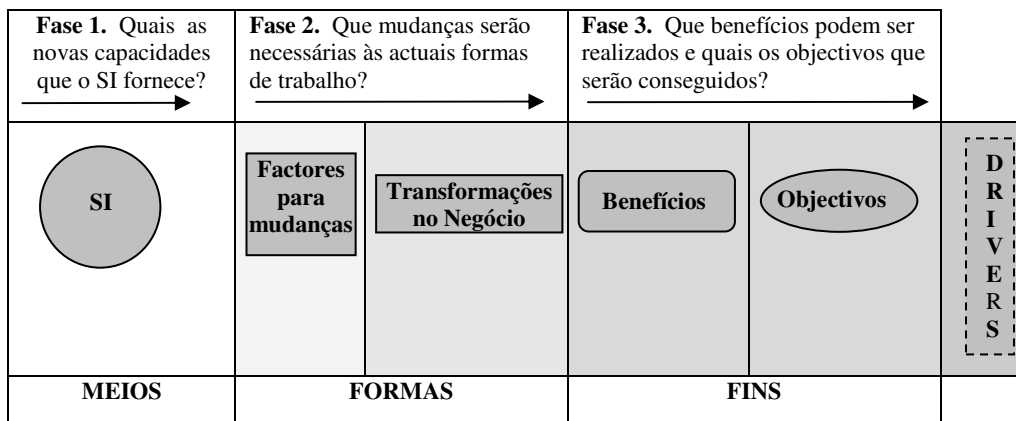 Fase 1. Quais as
novas capacidades
que o SI fornece?
Fase 2. Que mudanças serão
necessárias às actuais formas
de trabalho?
Fase 3. Que benefícios podem ser
realizados e quais os objectivos que
serão conseguidos?
SI
Factores
para
mudanças
Transformações
no Negócio
Benefícios
Objectivos
D
R
I
V
E
R
S
MEIOS
FORMAS
FINS